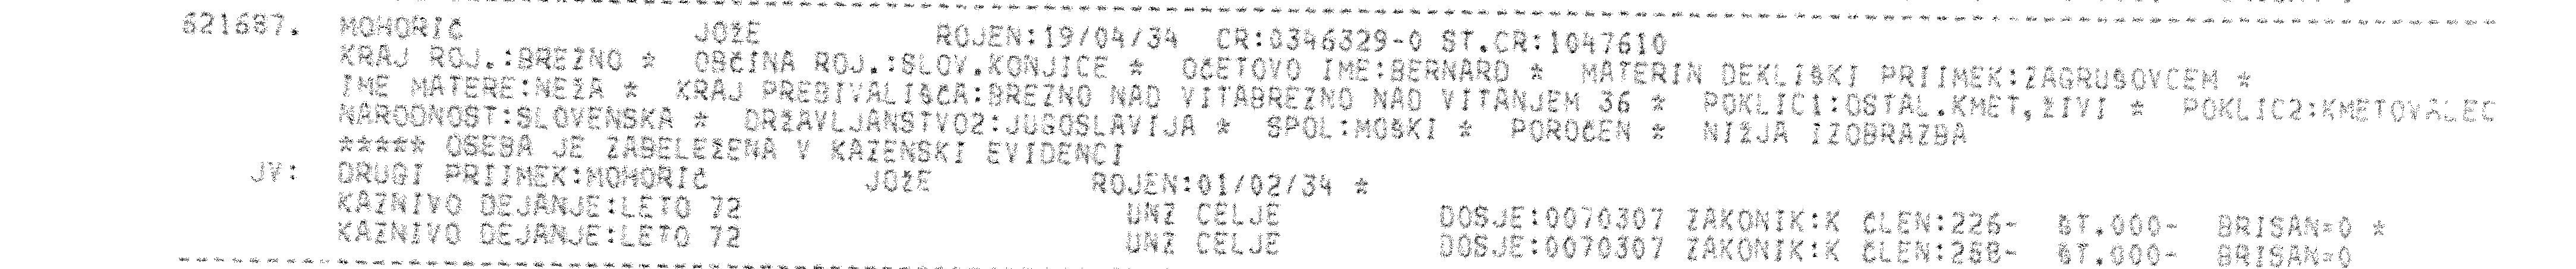 621687. MOHORIČ JOŽE ROJEN:19/04/34 CR:0346329-0 ST.CR:1047610
KRAJ ROJ.:BREZNO * OBČINA ROJ.:SLOV.KONJICE * OČETOVO IME:BERNARD * MATERIN DEKLIŠKI PRIIMEK:ZAGRUŠOVCEM *
IME MATERE:NEŽA * KRAJ PREBIVALIŠČA:BREZNO NAD VITABREZNO NAD VITANJEM 36 * POKLIC1:OSTAL.KMET,ŽIVI * POKLIC2:KMETOVALEC
NARODNOST:SLOVENSKA * DRŽAVLJANSTVO2:JUGOSLAVIJA * SPOL:MOŠKI * POROČEN * NIŽJA IZOBRAZBA
***** OSEBA JE ZABELEŽENA V KAZENSKI EVIDENCI
JV: DRUGI PRIIMEK:MOHORIČ JOŽE ROJEN:01/02/34 *
KAZNIVO DEJANJE:LETO 72 UNZ CELJE DOSJE:0070307 ZAKONIK:K ČLEN:226- ŠT.000- BRISAN=0 *
KAZNIVO DEJANJE:LETO 72 UNZ CELJE DOSJE:0070307 ZAKONIK:K ČLEN:258- ŠT.000- BRISAN=0